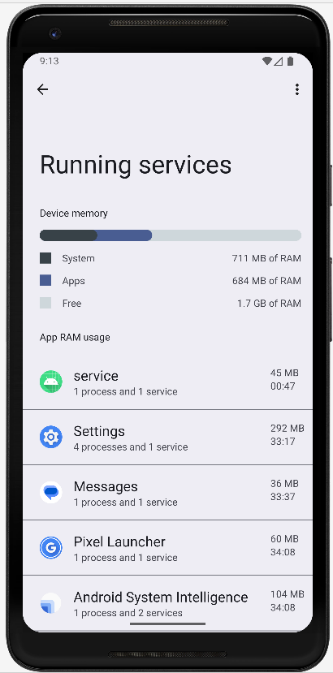 9:13
Running services
Device memory
System 711 MB of RAM
Apps 684 MB of RAM
Free 1.7 GB of RAM
App RAM usage
service 45 MB
1 process and 1 service 00:47
Settings 292 MB
4 processes and 1 service 33:17
Messages 36 MB
1 process and 1 service 33:37
Pixel Launcher 60 MB
1 process and 1 service 34:08
Android System Intelligence 104 MB
1 process and 2 services 34:08